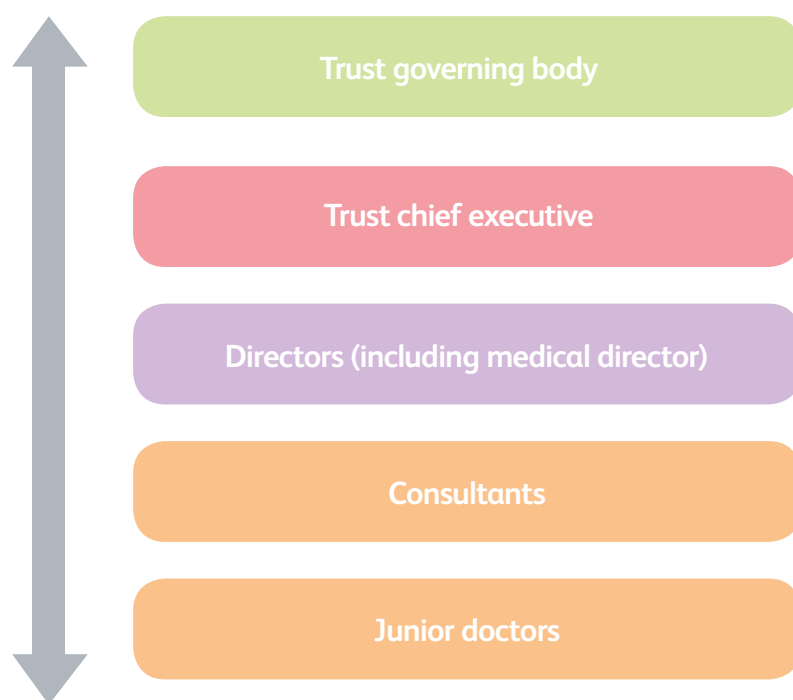 Trust governing body
Trust chief executive
Directors (including medical director)
Consultants
Junior doctors